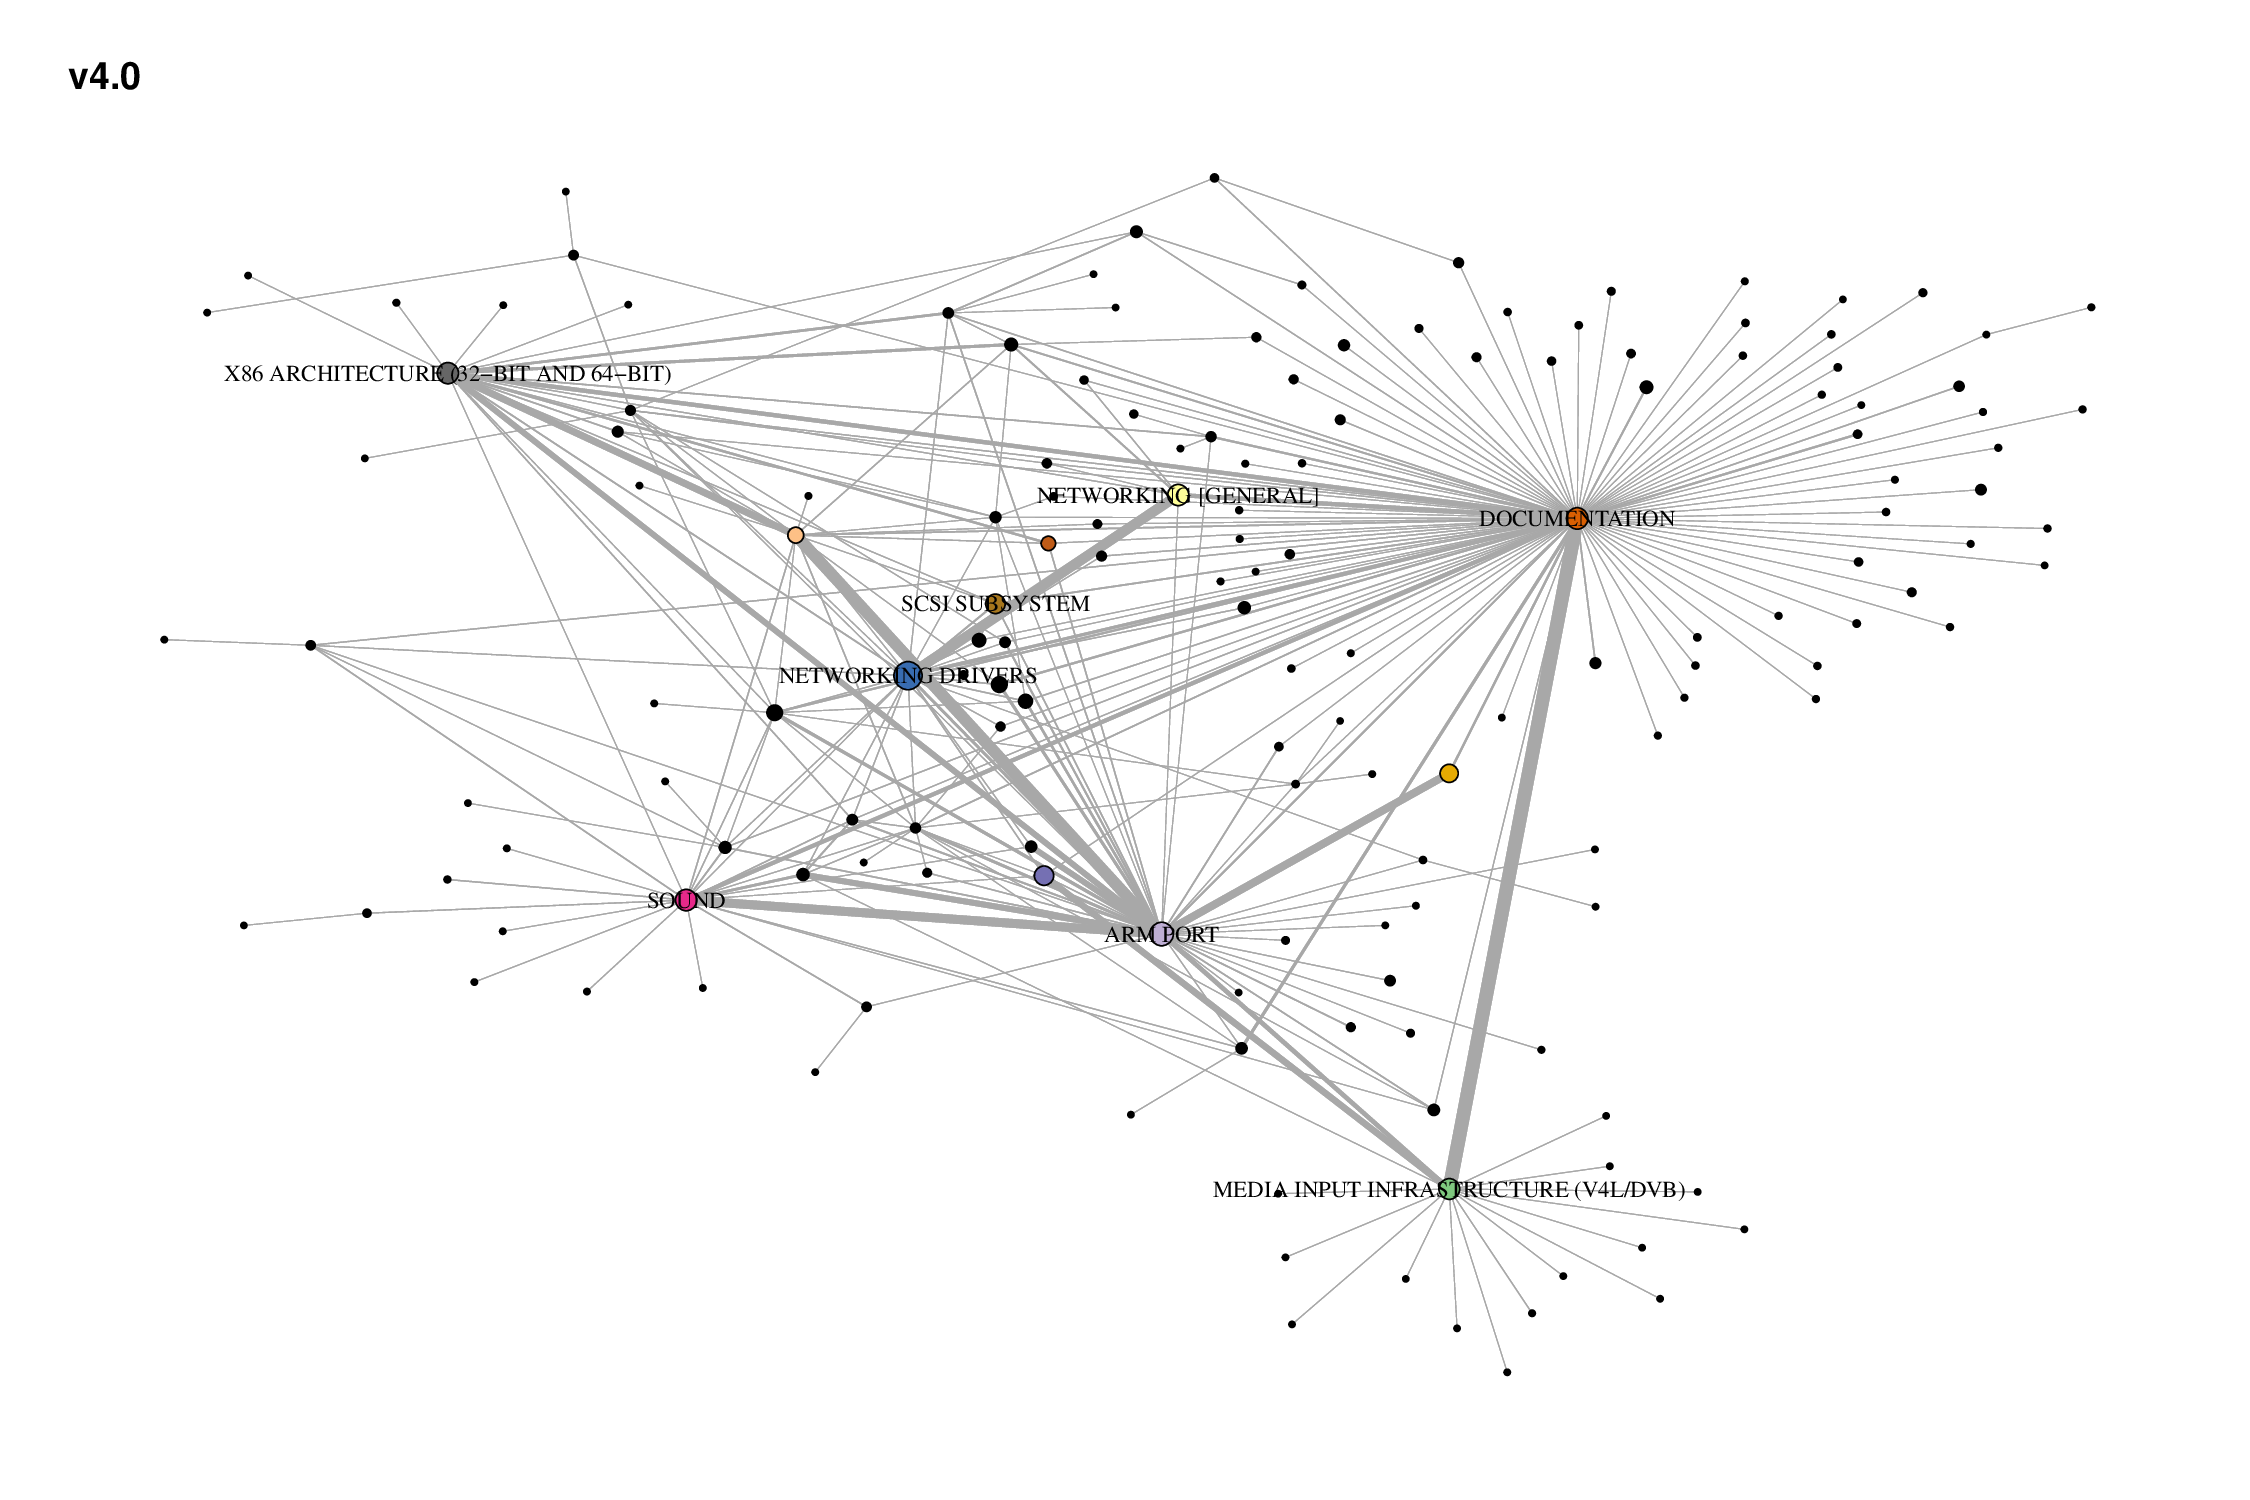 v4.0
X86 ARCHITECTURE (32−BIT AND 64−BIT)
NETWORKING [GENERAL]
DOCUMENTATION
SCSI SUBSYSTEM
NETWORKING DRIVERS
SOUND
ARM PORT
MEDIA INPUT INFRASTRUCTURE (V4L/DVB)